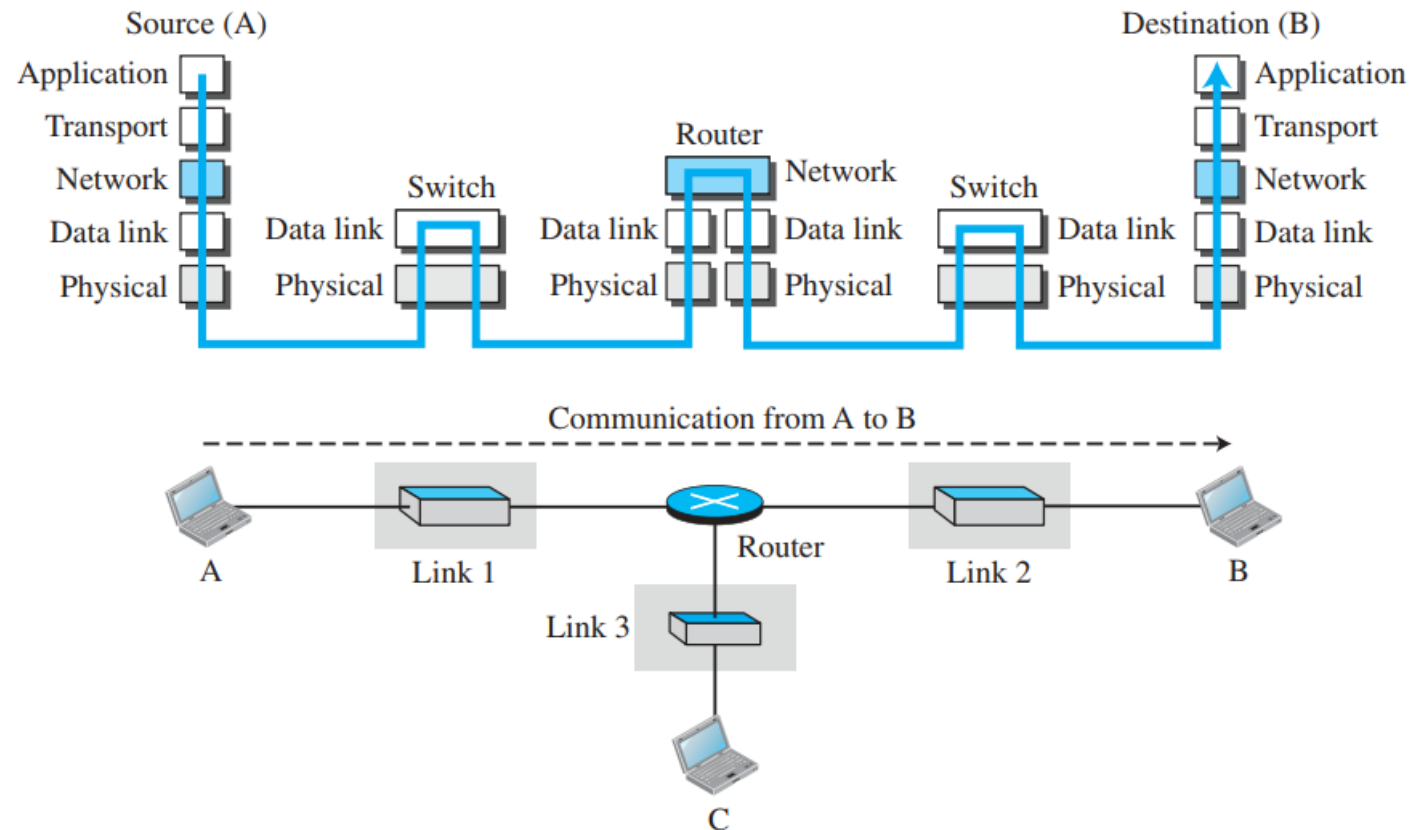 Source (A)
Destination (B)
Application
Transport
Network
Data link
Physical
Switch
Data link
Physical
Router
Network
Data link
Data link
Physical
Physical
Switch
Data link
Physical
Application
Transport
Network
Data link
Physical
Communication from A to B
A
Link 1
Router
Link 2
B
Link 3
C